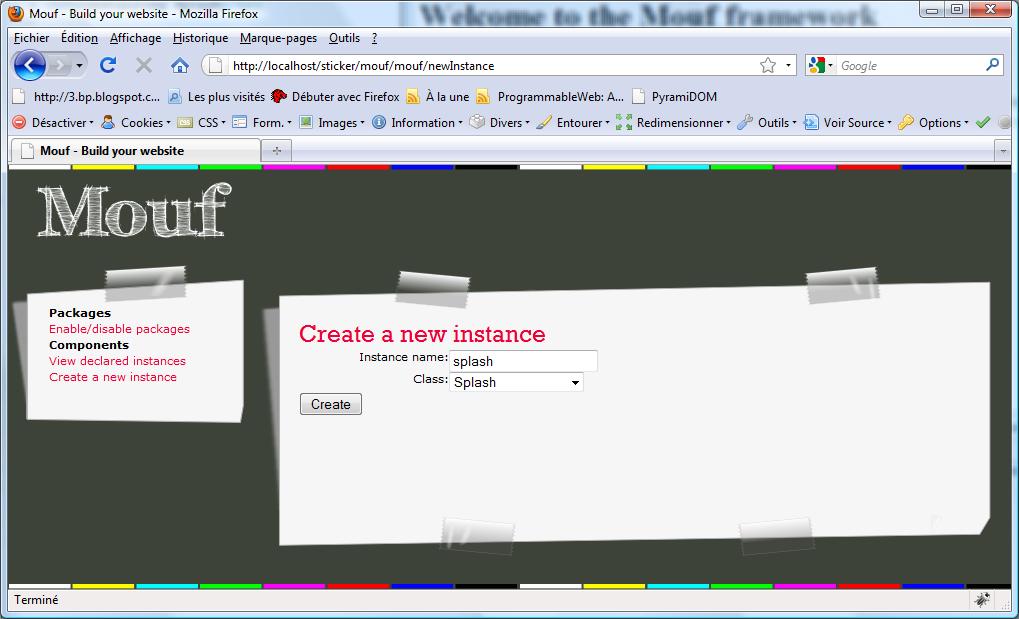 Mouf - Build your website - Mozilla Firefox
Welcome to the Mouf framework
Fichier Édition Affichage Historique Marque-pages Outils ?
http://localhost/sticker/mouf/mouf/newInstance
Google
http://3.bp.blogspot.c... Les plus visités Débuter avec Firefox À la une ProgrammableWeb: A... PyramiDOM
Désactiver Cookies CSS Form. Images Information Divers Entourer Redimensionner Outils Voir Source Options
Mouf - Build your website
Mouf
Packages
Enable/disable packages
Components
View declared instances
Create a new instance
Create a new instance
Instance name: splash
Class: Splash
Create
Terminé